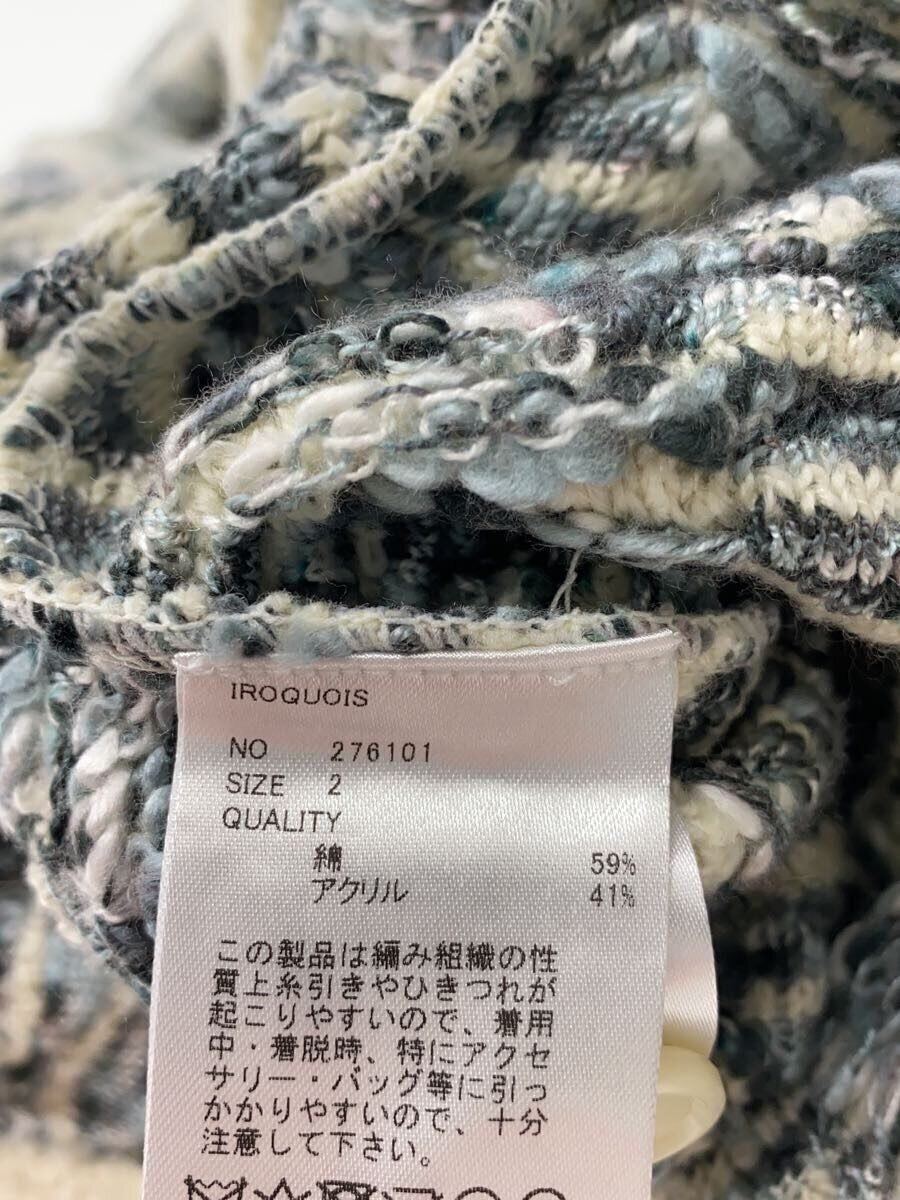 IROQUOIS
NO 276101
SIZE 2
QUALITY
綿 59%
アクリル 41%
この製品は編み組織の性
質上糸引きやひきつれが
起こりやすいので、着用
中・着脱時、特にアクセ
サリー・バッグ等に引っ
かかりやすいので、十分
注意して下さい。